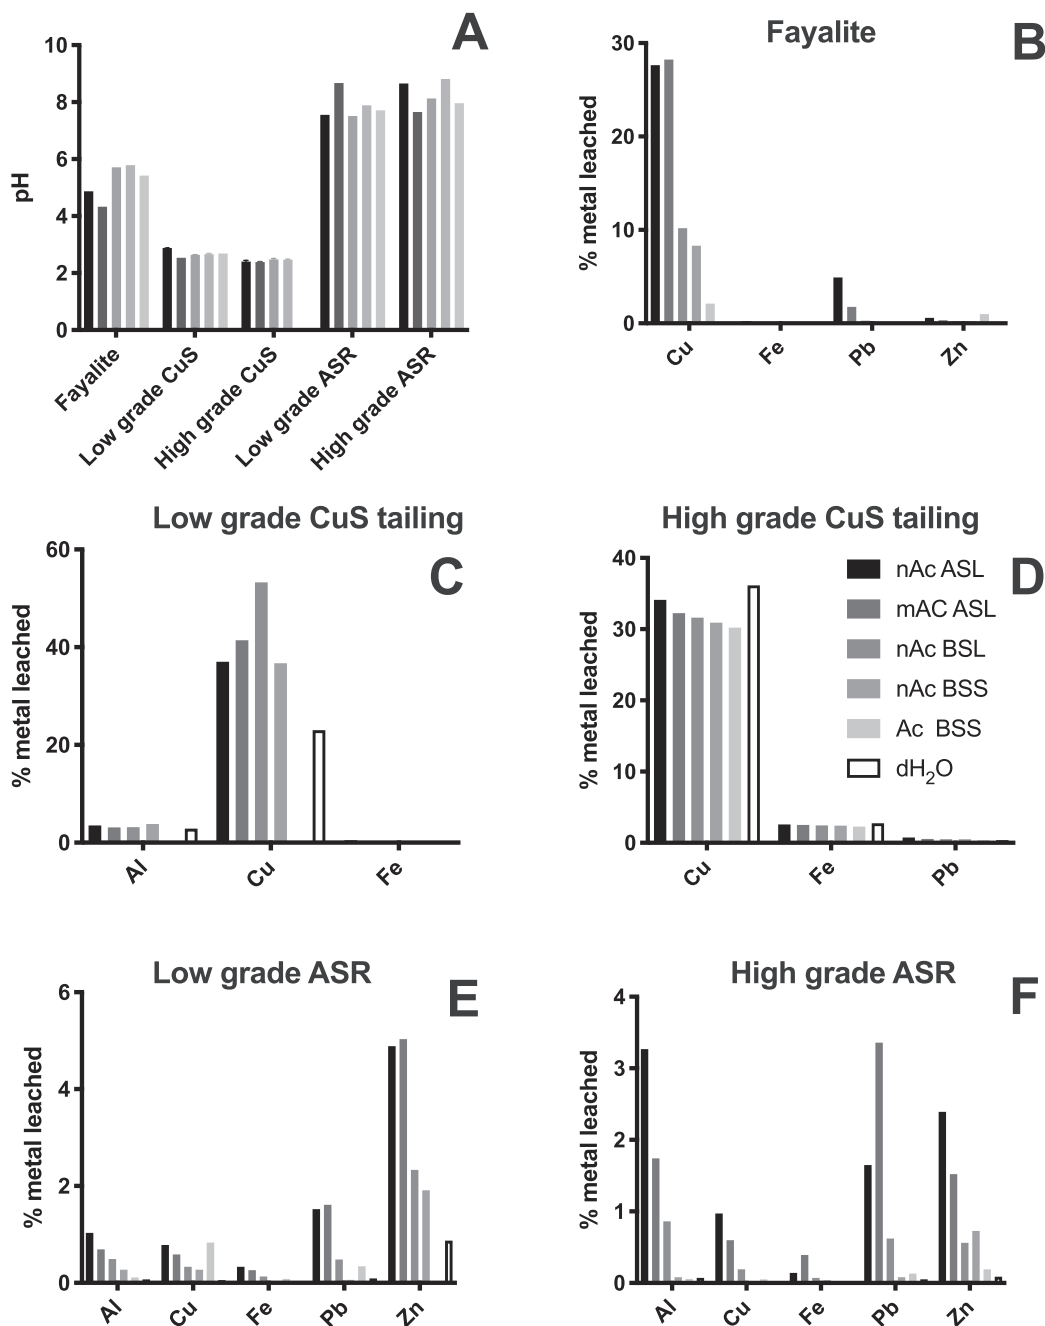 A
10
8
6
4
2
0
pH
Fayalite
Low grade CuS
High grade CuS
Low grade ASR
High grade ASR
Fayalite
B
30
20
10
0
% metal leached
Cu
Fe
Pb
Zn
Low grade CuS tailing
C
60
40
20
0
% metal leached
Al
Cu
Fe
High grade CuS tailing
D
40
30
20
10
0
% metal leached
Cu
Fe
Pb
nAc ASL
mAC ASL
nAc BSL
nAc BSS
Ac BSS
dH₂O
Low grade ASR
E
6
4
2
0
% metal leached
Al
Cu
Fe
Pb
Zn
High grade ASR
F
4
3
2
1
0
% metal leached
Al
Cu
Fe
Pb
Zn